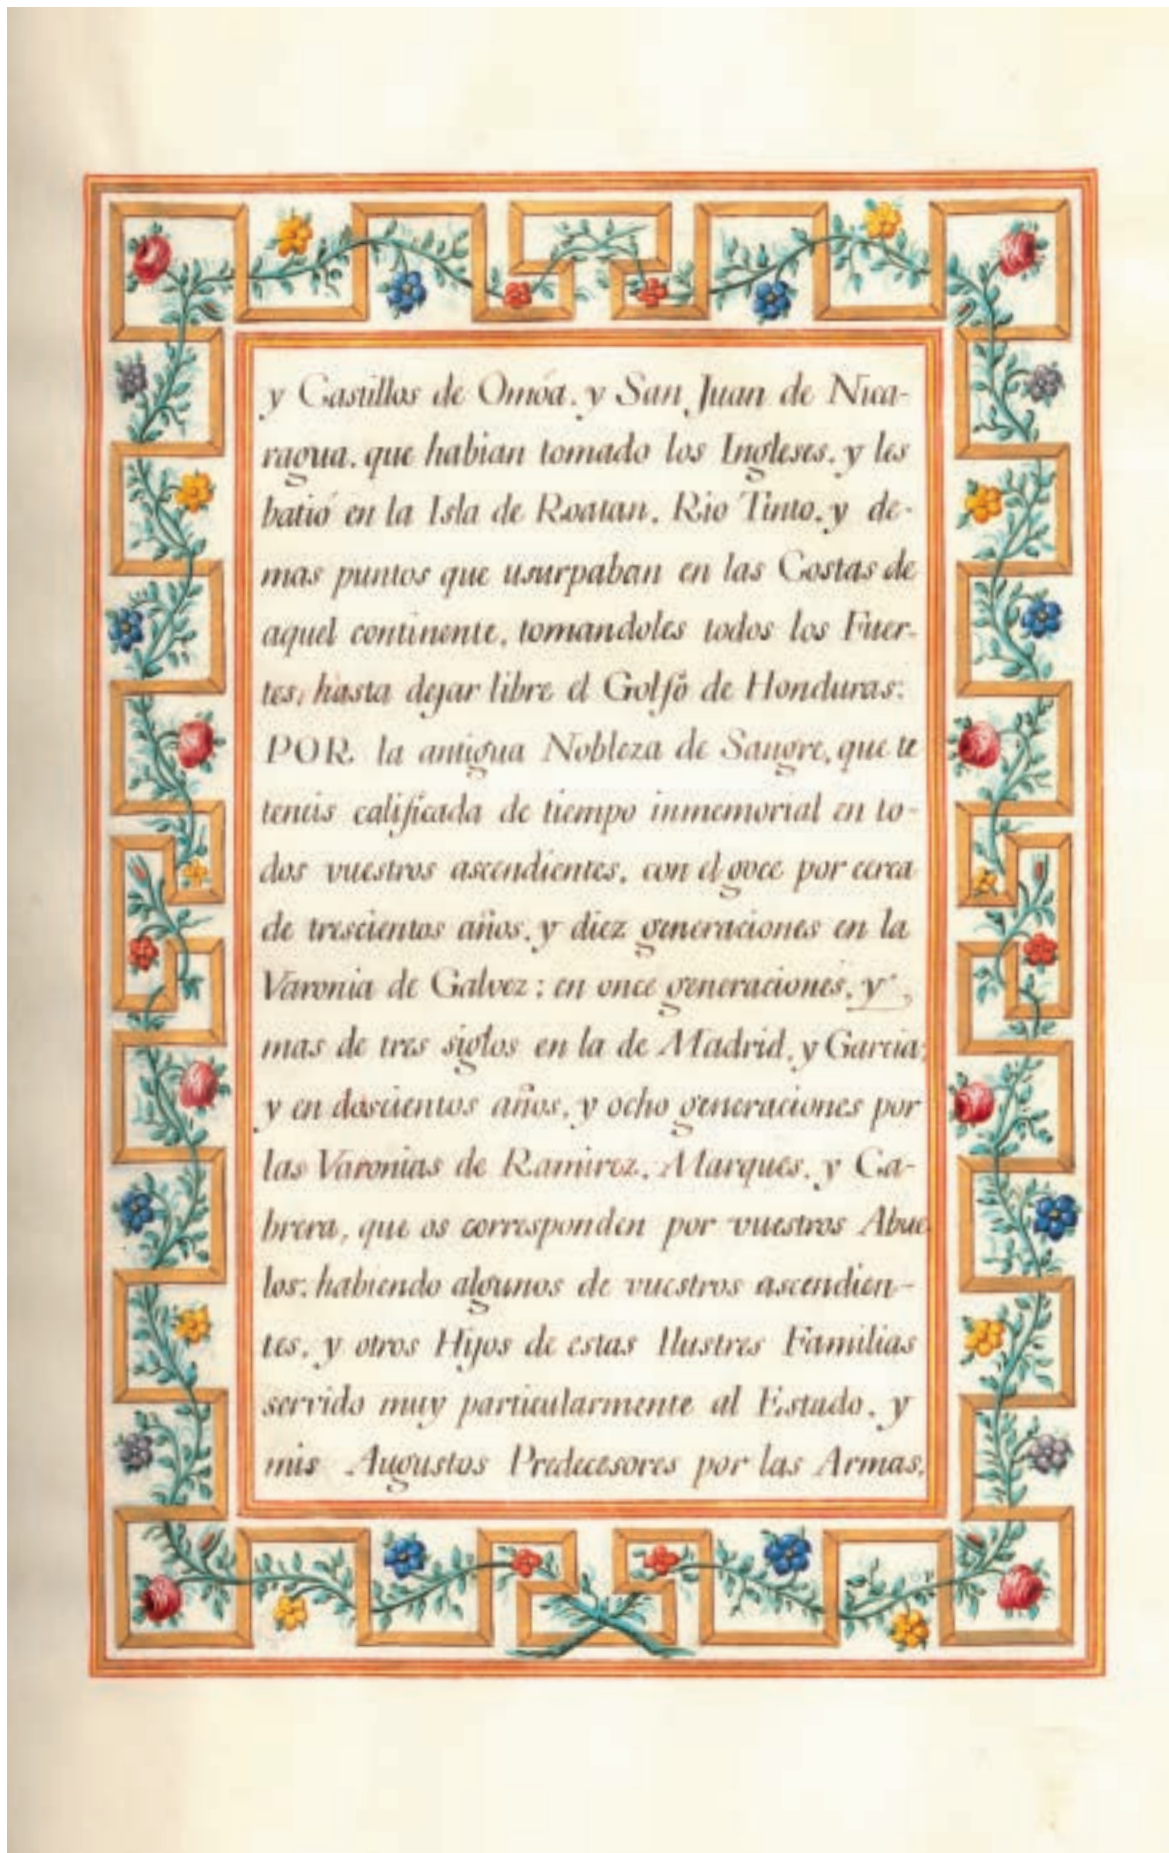 y Castillos de Omóa, y San Juan de Nica-
ragua, que habian tomado los Ingleses, y les
batió en la Isla de Roatan, Rio Tinto, y de-
mas puntos que usurpaban en las Costas de
aquel continente, tomandoles todos los Fuer-
tes, hasta dejar libre el Golfo de Honduras:
POR la antigua Nobleza de Sangre, que te
teneis calificada de tiempo inmemorial en to-
dos vuestros ascendientes, con el goce por cerca
de trescientos años, y diez generaciones en la
Varonia de Galvez; en once generaciones, y
mas de tres siglos en la de Madrid, y Garcia;
y en doscientos años, y ocho generaciones por
las Varonias de Ramirez, Marques, y Ca-
brera, que os corresponden por vuestros Abue
los; habiendo algunos de vuestros ascendien-
tes, y otros Hijos de estas Ilustres Familias
servido muy particularmente al Estado, y
mis Augustos Predecesores por las Armas,